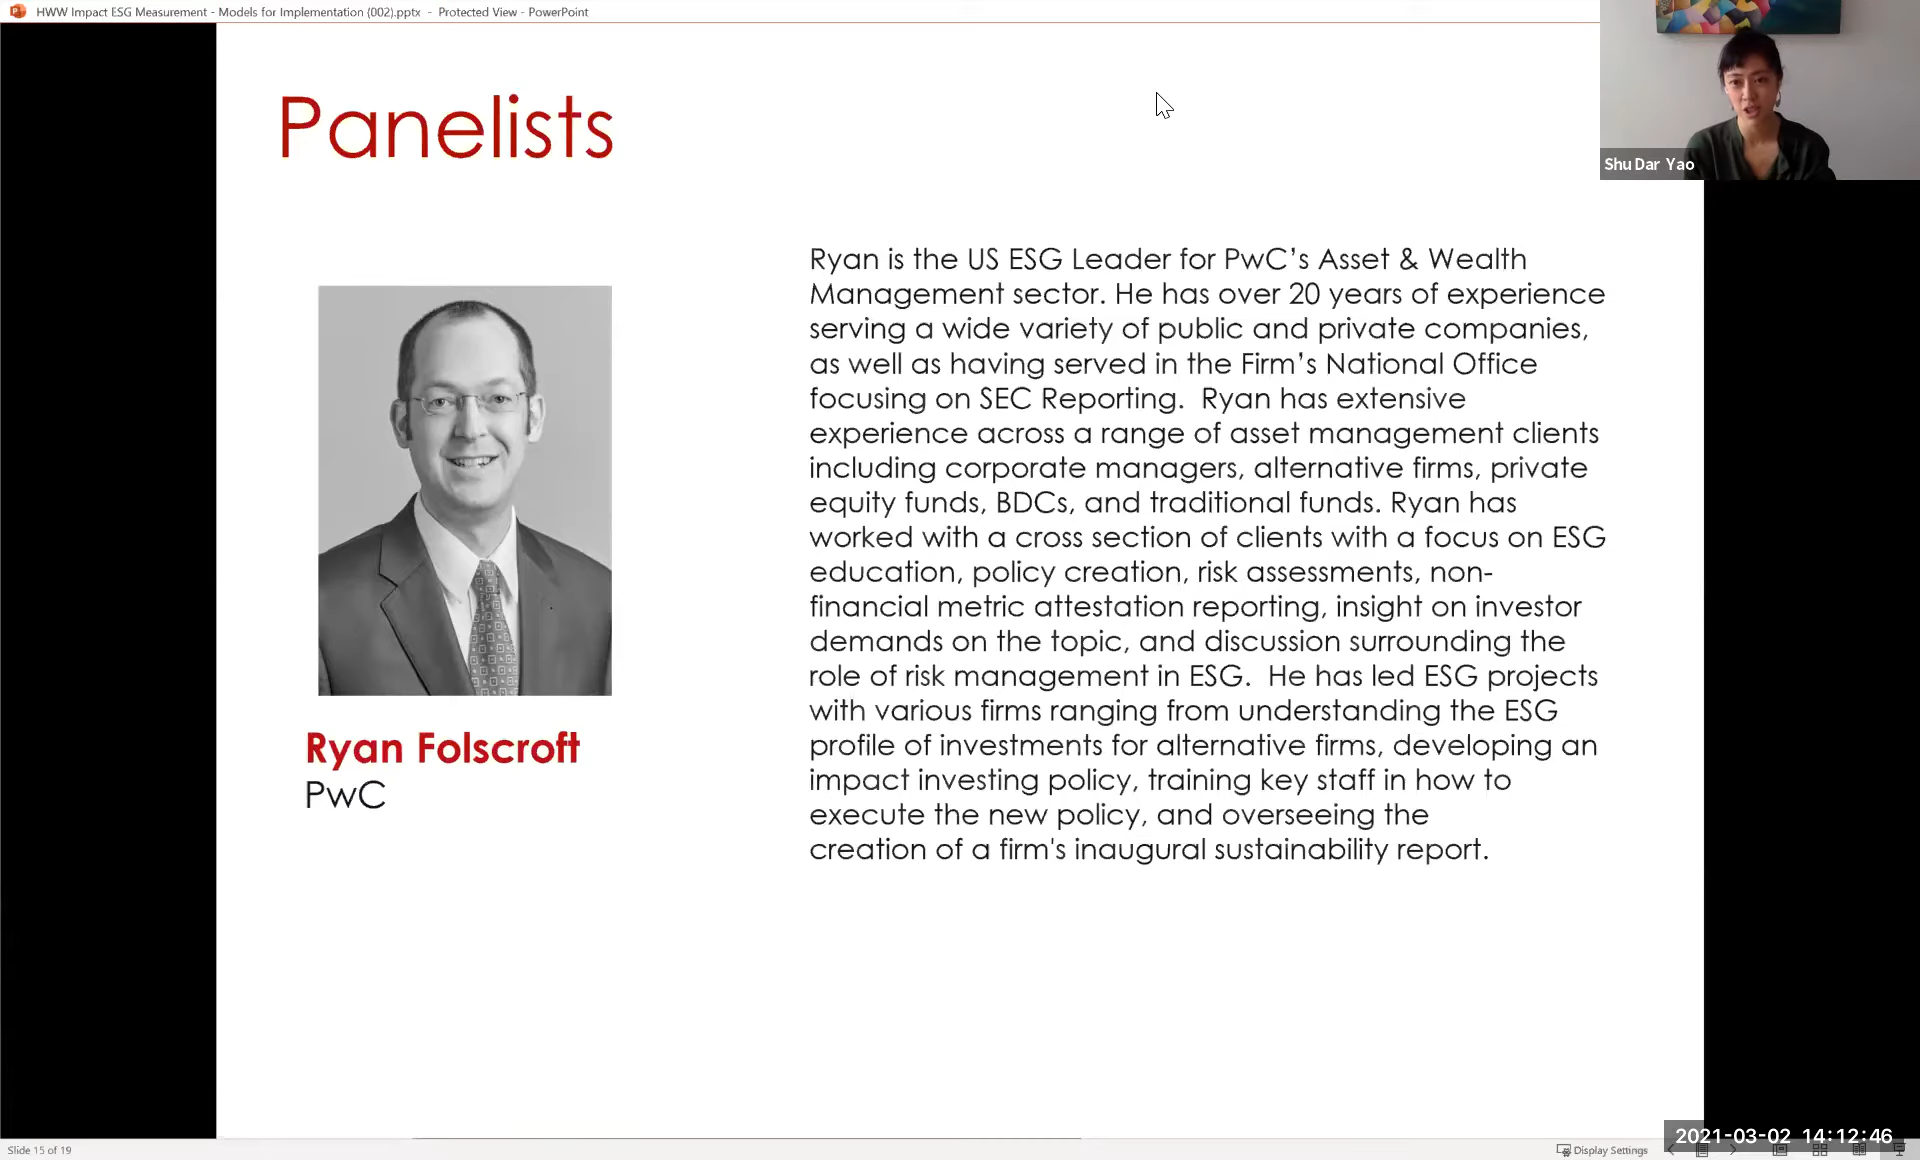 HWW Impact ESG Measurement - Models for Implementation (002).pptx - Protected View - PowerPoint
Panelists
Shu Dar Yao
Ryan is the US ESG Leader for PwC’s Asset & Wealth
Management sector. He has over 20 years of experience
serving a wide variety of public and private companies,
as well as having served in the Firm’s National Office
focusing on SEC Reporting.  Ryan has extensive
experience across a range of asset management clients
including corporate managers, alternative firms, private
equity funds, BDCs, and traditional funds. Ryan has
worked with a cross section of clients with a focus on ESG
education, policy creation, risk assessments, non-
financial metric attestation reporting, insight on investor
demands on the topic, and discussion surrounding the
role of risk management in ESG.  He has led ESG projects
with various firms ranging from understanding the ESG
profile of investments for alternative firms, developing an
impact investing policy, training key staff in how to
execute the new policy, and overseeing the
creation of a firm's inaugural sustainability report.
Ryan Folscroft
PwC
Slide 15 of 19
Display Settings
2021-03-02 14:12:46